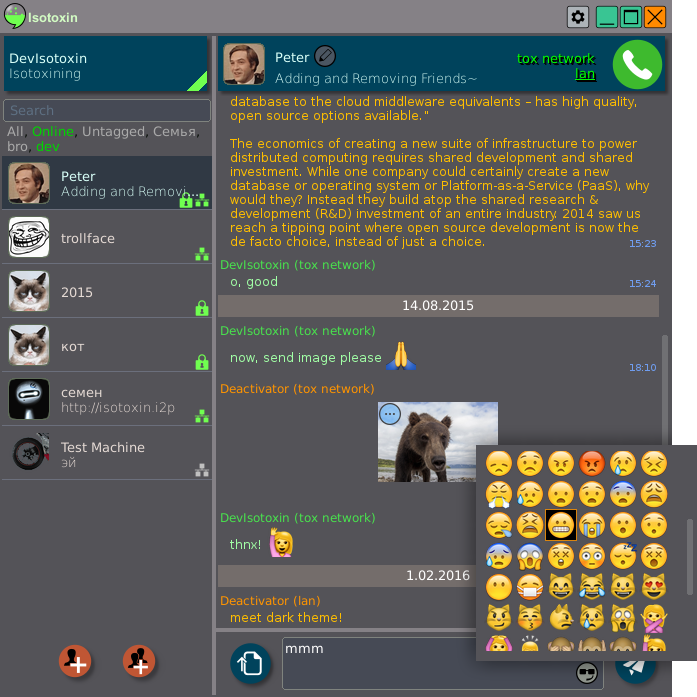 Isotoxin
DevIsotoxin
Isotoxining
Search
All, Online, Untagged, Семья,
bro, dev
Peter
Adding and Removi...
trollface
2015
кот
семен
http://isotoxin.i2p
Test Machine
эй
Peter
Adding and Removing Friends~
tox network
lan
database to the cloud middleware equivalents – has high quality,
open source options available."
The economics of creating a new suite of infrastructure to power
distributed computing requires shared development and shared
investment. While one company could certainly create a new
database or operating system or Platform-as-a-Service (PaaS), why
would they? Instead they build atop the shared research &
development (R&D) investment of an entire industry. 2014 saw us
reach a tipping point where open source development is now the
de facto choice, instead of just a choice.
15:23
DevIsotoxin (tox network)
o, good
15:24
14.08.2015
DevIsotoxin (tox network)
now, send image please
18:10
Deactivator (tox network)
DevIsotoxin (tox network)
thnx!
1.02.2016
Deactivator (lan)
meet dark theme!
mmm